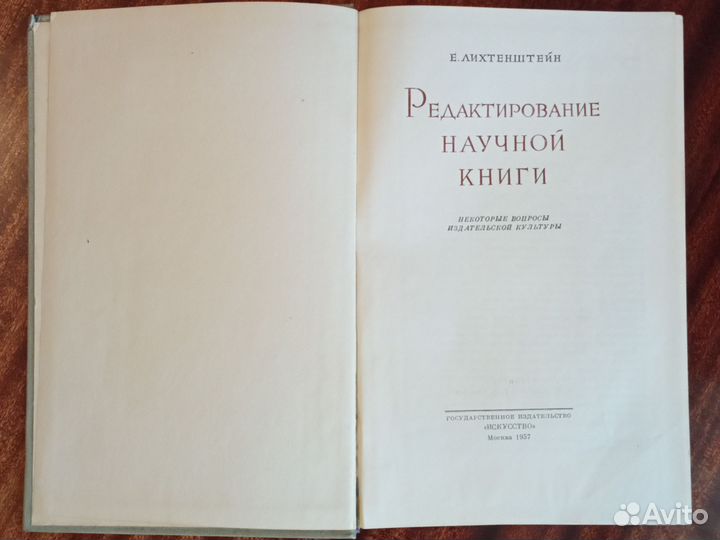 Е. ЛИХТЕНШТЕЙН
РЕДАКТИРОВАНИЕ
НАУЧНОЙ
КНИГИ
НЕКОТОРЫЕ ВОПРОСЫ
ИЗДАТЕЛЬСКОЙ КУЛЬТУРЫ
ГОСУДАРСТВЕННОЕ ИЗДАТЕЛЬСТВО
«ИСКУССТВО»
Москва 1957
Avito